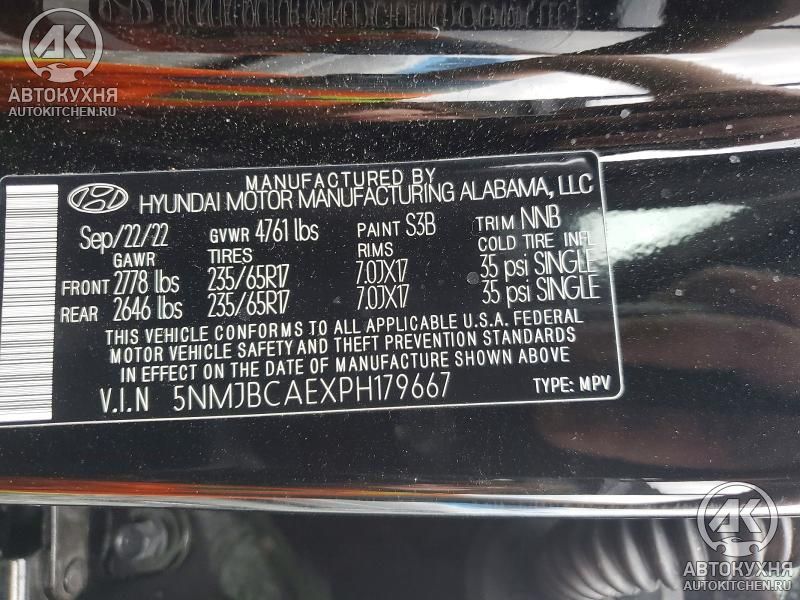 AK
АВТОКУХНЯ
AUTOKITCHEN.RU
MANUFACTURED BY
HYUNDAI MOTOR MANUFACTURING ALABAMA, LLC
Sep/22/22 GVWR 4761 lbs PAINT S3B TRIM NNB
GAWR TIRES RIMS COLD TIRE INFL
FRONT 2778 lbs 235/65R17 7.0JX17 35 psi SINGLE
REAR 2646 lbs 235/65R17 7.0JX17 35 psi SINGLE
THIS VEHICLE CONFORMS TO ALL APPLICABLE U.S.A. FEDERAL
MOTOR VEHICLE SAFETY AND THEFT PREVENTION STANDARDS
IN EFFECT ON THE DATE OF MANUFACTURE SHOWN ABOVE
V.I.N 5NMJBCAEXPH179667 TYPE: MPV
AK
АВТОКУХНЯ
AUTOKITCHEN.RU